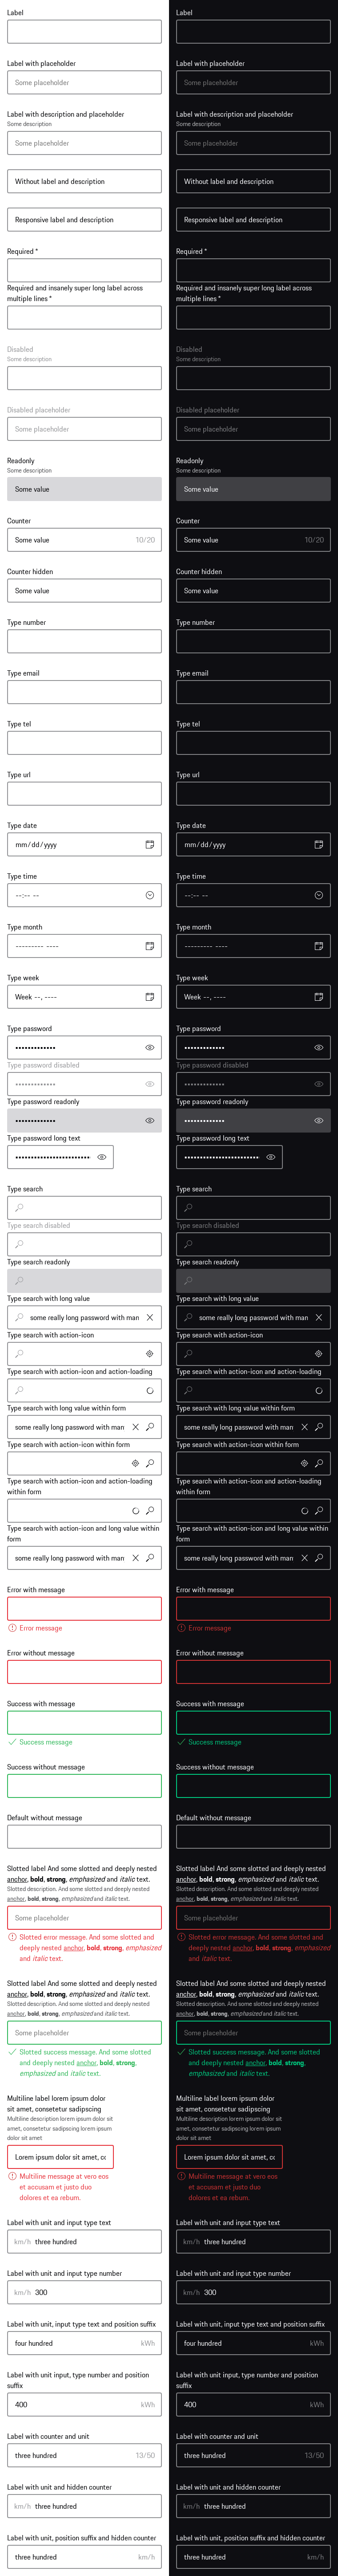 Label
Label with placeholder
Some placeholder
Label with description and placeholder
Some description
Some placeholder
Without label and description
Responsive label and description
Required *
Required and insanely super long label across
multiple lines *
Disabled
Some description
Disabled placeholder
Some placeholder
Readonly
Some description
Some value
Counter
Some value 10/20
Counter hidden
Some value
Type number
Type email
Type tel
Type url
Type date
mm/dd/yyyy
Type time
--:-- --
Type month
--------- ----
Type week
Week --, ----
Type password
•••••••••••••
Type password disabled
•••••••••••••
Type password readonly
•••••••••••••
Type password long text
••••••••••••••••••••••••
Type search
Type search disabled
Type search readonly
Type search with long value
some really long password with man
Type search with action-icon
Type search with action-icon and action-loading
Type search with long value within form
some really long password with man
Type search with action-icon within form
Type search with action-icon and action-loading
within form
Type search with action-icon and long value within
form
some really long password with man
Error with message
Error message
Error without message
Success with message
Success message
Success without message
Default without message
Slotted label And some slotted and deeply nested
anchor, bold, strong, emphasized and italic text.
Slotted description. And some slotted and deeply nested
anchor, bold, strong, emphasized and italic text.
Some placeholder
Slotted error message. And some slotted and
deeply nested anchor, bold, strong, emphasized
and italic text.
Slotted label And some slotted and deeply nested
anchor, bold, strong, emphasized and italic text.
Slotted description. And some slotted and deeply nested
anchor, bold, strong, emphasized and italic text.
Some placeholder
Slotted success message. And some slotted
and deeply nested anchor, bold, strong,
emphasized and italic text.
Multiline label lorem ipsum dolor
sit amet, consetetur sadipscing
Multiline description lorem ipsum dolor sit
amet, consetetur sadipscing lorem ipsum
dolor sit amet
Lorem ipsum dolor sit amet, cc
Multiline message at vero eos
et accusam et justo duo
dolores et ea rebum.
Label with unit and input type text
km/h three hundred
Label with unit and input type number
km/h 300
Label with unit, input type text and position suffix
four hundred kWh
Label with unit input, type number and position
suffix
400 kWh
Label with counter and unit
three hundred 13/50
Label with unit and hidden counter
km/h three hundred
Label with unit, position suffix and hidden counter
three hundred km/h
Label
Label with placeholder
Some placeholder
Label with description and placeholder
Some description
Some placeholder
Without label and description
Responsive label and description
Required *
Required and insanely super long label across
multiple lines *
Disabled
Some description
Disabled placeholder
Some placeholder
Readonly
Some description
Some value
Counter
Some value 10/20
Counter hidden
Some value
Type number
Type email
Type tel
Type url
Type date
mm/dd/yyyy
Type time
--:-- --
Type month
--------- ----
Type week
Week --, ----
Type password
•••••••••••••
Type password disabled
•••••••••••••
Type password readonly
•••••••••••••
Type password long text
••••••••••••••••••••••••
Type search
Type search disabled
Type search readonly
Type search with long value
some really long password with man
Type search with action-icon
Type search with action-icon and action-loading
Type search with long value within form
some really long password with man
Type search with action-icon within form
Type search with action-icon and action-loading
within form
Type search with action-icon and long value within
form
some really long password with man
Error with message
Error message
Error without message
Success with message
Success message
Success without message
Default without message
Slotted label And some slotted and deeply nested
anchor, bold, strong, emphasized and italic text.
Slotted description. And some slotted and deeply nested
anchor, bold, strong, emphasized and italic text.
Some placeholder
Slotted error message. And some slotted and
deeply nested anchor, bold, strong, emphasized
and italic text.
Slotted label And some slotted and deeply nested
anchor, bold, strong, emphasized and italic text.
Slotted description. And some slotted and deeply nested
anchor, bold, strong, emphasized and italic text.
Some placeholder
Slotted success message. And some slotted
and deeply nested anchor, bold, strong,
emphasized and italic text.
Multiline label lorem ipsum dolor
sit amet, consetetur sadipscing
Multiline description lorem ipsum dolor sit
amet, consetetur sadipscing lorem ipsum
dolor sit amet
Lorem ipsum dolor sit amet, cc
Multiline message at vero eos
et accusam et justo duo
dolores et ea rebum.
Label with unit and input type text
km/h three hundred
Label with unit and input type number
km/h 300
Label with unit, input type text and position suffix
four hundred kWh
Label with unit input, type number and position
suffix
400 kWh
Label with counter and unit
three hundred 13/50
Label with unit and hidden counter
km/h three hundred
Label with unit, position suffix and hidden counter
three hundred km/h